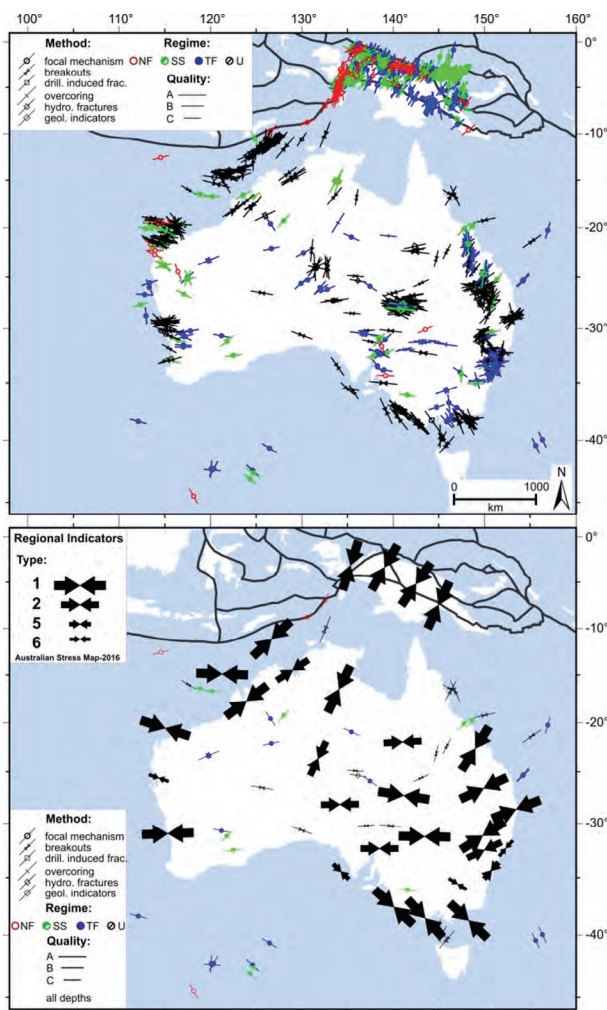 100° 110° 120° 130° 140° 150° 160°
Method:
focal mechanism
breakouts
drill. induced frac.
overcoring
hydro. fractures
geol. indicators
Regime:
NF SS TF U
Quality:
A
B
C
0°
-10°
-20°
-30°
-40°
0 1000
km
N
Regional Indicators
Type:
1
2
5
6
Australian Stress Map-2016
0°
-10°
-20°
-30°
-40°
Method:
focal mechanism
breakouts
drill. induced frac.
overcoring
hydro. fractures
geol. indicators
Regime:
NF SS TF U
Quality:
A
B
C
all depths